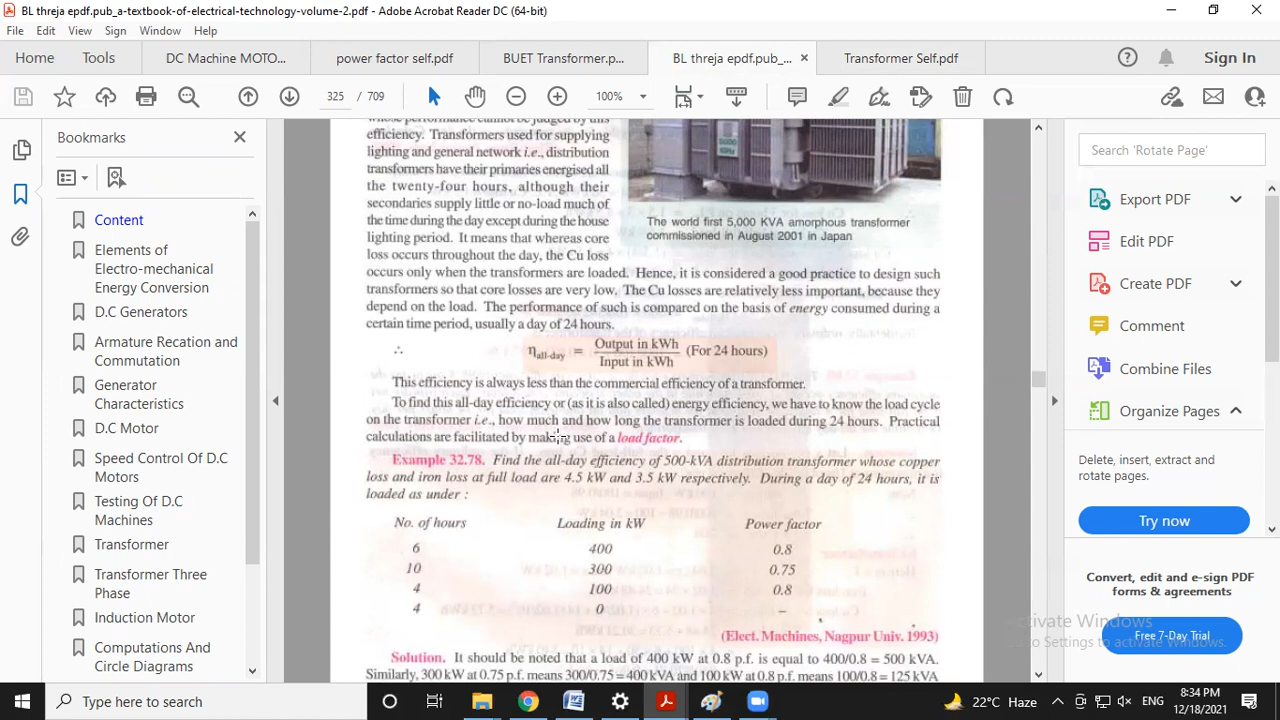 BL threja epdf.pub_a-textbook-of-electrical-technology-volume-2.pdf - Adobe Acrobat Reader DC (64-bit)
File Edit View Sign Window Help
Home Tools DC Machine MOTO... power factor self.pdf BUET Transformer.p... BL threja epdf.pub_... × Transformer Self.pdf Sign In
325 / 709 100%
Bookmarks
Content
Elements of
Electro-mechanical
Energy Conversion
D.C Generators
Armature Recation and
Commutation
Generator
Characteristics
D.C Motor
Speed Control Of D.C
Motors
Testing Of D.C
Machines
Transformer
Transformer Three
Phase
Induction Motor
Computations And
Circle Diagrams
whose performance cannot be judged by this
efficiency. Transformers used for supplying
lighting and general network i.e., distribution
transformers have their primaries energised all
the twenty-four hours, although their
secondaries supply little or no-load much of
the time during the day except during the house
lighting period. It means that whereas core
loss occurs throughout the day, the Cu loss
occurs only when the transformers are loaded. Hence, it is considered a good practice to design such
transformers so that core losses are very low. The Cu losses are relatively less important, because they
depend on the load. The performance of such is compared on the basis of energy consumed during a
certain time period, usually a day of 24 hours.
5000
KVA
The world first 5,000 KVA amorphous transformer
commissioned in August 2001 in Japan
∴ η all-day = Output in kWh / Input in kWh (For 24 hours)
This efficiency is always less than the commercial efficiency of a transformer.
To find this all-day efficiency or (as it is also called) energy efficiency, we have to know the load cycle
on the transformer i.e., how much and how long the transformer is loaded during 24 hours. Practical
calculations are facilitated by making use of a load factor.
Example 32.78. Find the all-day efficiency of 500-kVA distribution transformer whose copper
loss and iron loss at full load are 4.5 kW and 3.5 kW respectively. During a day of 24 hours, it is
loaded as under :
No. of hours Loading in kW Power factor
6 400 0.8
10 300 0.75
4 100 0.8
4 0 –
(Elect. Machines, Nagpur Univ. 1993)
Solution. It should be noted that a load of 400 kW at 0.8 p.f. is equal to 400/0.8 = 500 kVA.
Similarly, 300 kW at 0.75 p.f. means 300/0.75 = 400 kVA and 100 kW at 0.8 p.f. means 100/0.8 = 125 kVA
Search 'Rotate Page'
Export PDF
Edit PDF
Create PDF
Comment
Combine Files
Organize Pages
Delete, insert, extract and
rotate pages.
Try now
Convert, edit and e-sign PDF
forms & agreements
Activate Windows
Go to Settings to activate Windows.
Free 7-Day Trial
Type here to search
22°C Haze
ENG
8:34 PM
12/18/2021